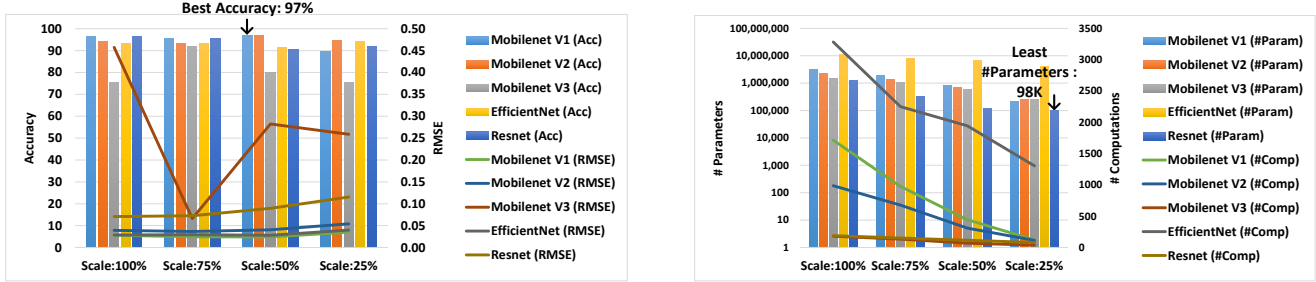 Best Accuracy: 97%
100
90
80
70
60
50
40
30
20
10
0
Accuracy
0.50
0.45
0.40
0.35
0.30
0.25
0.20
0.15
0.10
0.05
0.00
RMSE
Scale:100% Scale:75% Scale:50% Scale:25%
Mobilenet V1 (Acc)
Mobilenet V2 (Acc)
Mobilenet V3 (Acc)
EfficientNet (Acc)
Resnet (Acc)
Mobilenet V1 (RMSE)
Mobilenet V2 (RMSE)
Mobilenet V3 (RMSE)
EfficientNet (RMSE)
Resnet (RMSE)
100,000,000
10,000,000
1,000,000
100,000
10,000
1,000
100
10
1
# Parameters
Least
#Parameters :
98K
3500
3000
2500
2000
1500
1000
500
0
# Computations
Scale:100% Scale:75% Scale:50% Scale:25%
Mobilenet V1 (#Param)
Mobilenet V2 (#Param)
Mobilenet V3 (#Param)
EfficientNet (#Param)
Resnet (#Param)
Mobilenet V1 (#Comp)
Mobilenet V2 (#Comp)
Mobilenet V3 (#Comp)
EfficientNet (#Comp)
Resnet (#Comp)